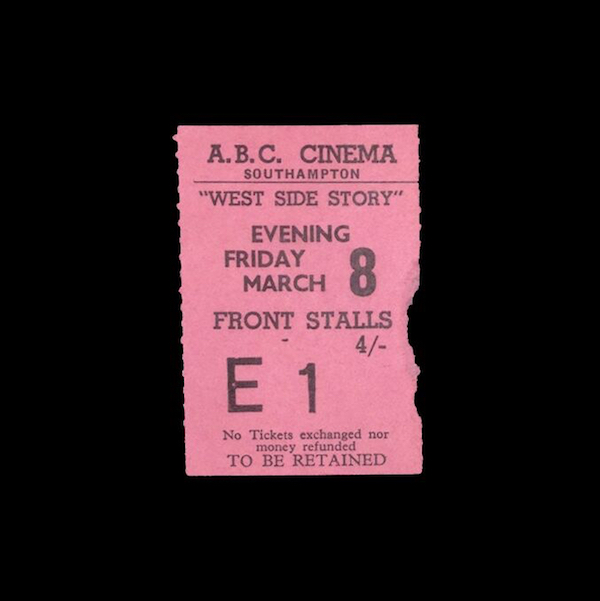 A.B.C. CINEMA
SOUTHAMPTON
"WEST SIDE STORY"
EVENING
FRIDAY
MARCH 8
FRONT STALLS
4/-
E 1
No Tickets exchanged nor
money refunded
TO BE RETAINED